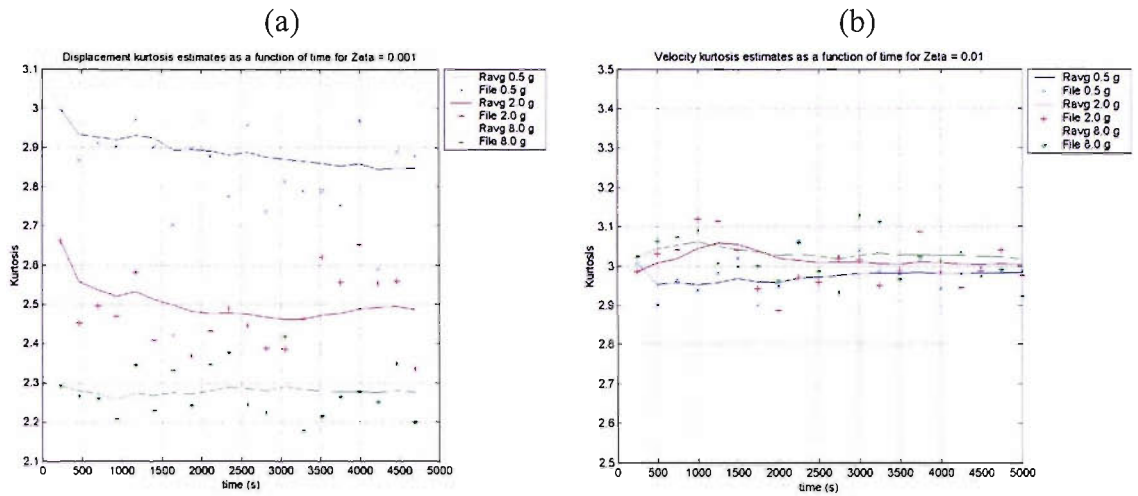 (a)
Displacement kurtosis estimates as a function of time for Zeta = 0.001
3.1
3
2.9
2.8
2.7
2.6
2.5
2.4
2.3
2.2
2.1
Kurtosis
0 500 1000 1500 2000 2500 3000 3500 4000 4500 5000
time (s)
Ravg 0.5 g
File 0.5 g
Ravg 2.0 g
File 2.0 g
Ravg 8.0 g
File 8.0 g
(b)
Velocity kurtosis estimates as a function of time for Zeta = 0.01
3.5
3.4
3.3
3.2
3.1
3
2.9
2.8
2.7
2.6
2.5
Kurtosis
0 500 1000 1500 2000 2500 3000 3500 4000 4500 5000
time (s)
Ravg 0.5 g
File 0.5 g
Ravg 2.0 g
File 2.0 g
Ravg 8.0 g
File 8.0 g